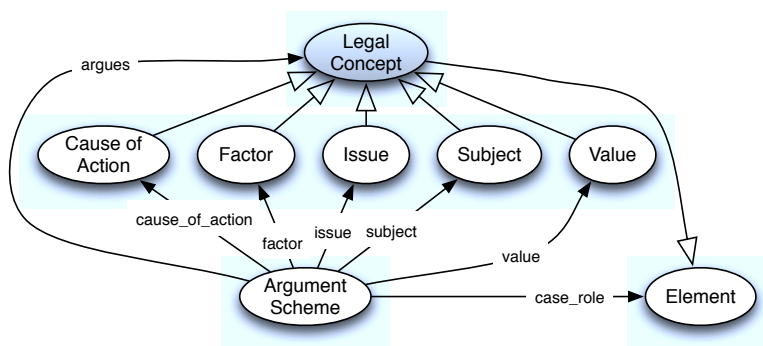 Legal
Concept
argues
Cause of
Action
Factor
Issue
Subject
Value
cause_of_action
factor
issue
subject
value
Argument
Scheme
case_role
Element